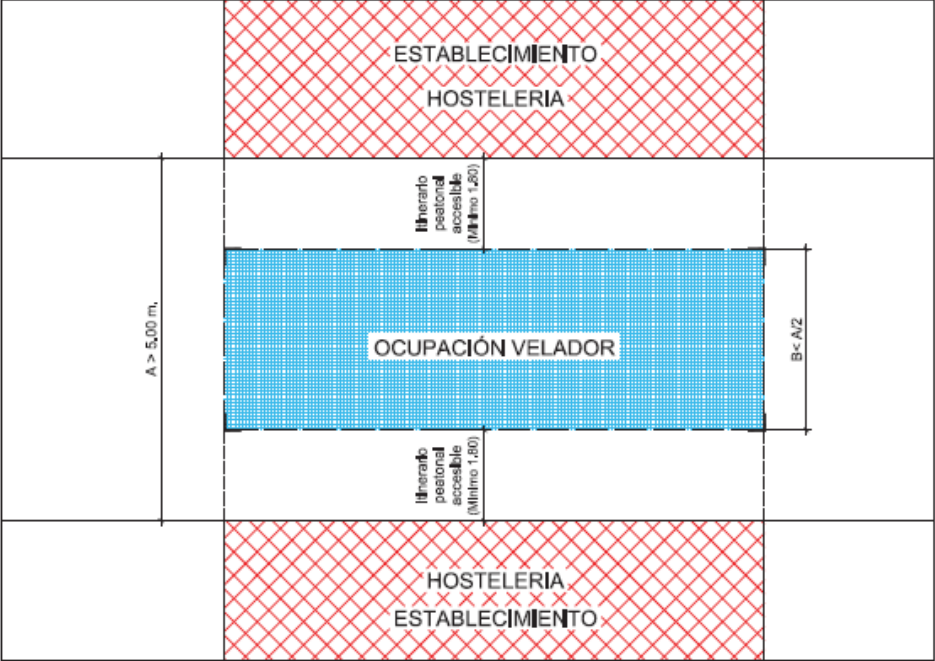 ESTABLECIMIENTO
HOSTELERIA
Itinerario
peatonal
accesible
(Mínimo 1.80)
A > 5.00 m.
OCUPACIÓN VELADOR
B< A/2
Itinerario
peatonal
accesible
(Mínimo 1.80)
HOSTELERIA
ESTABLECIMIENTO